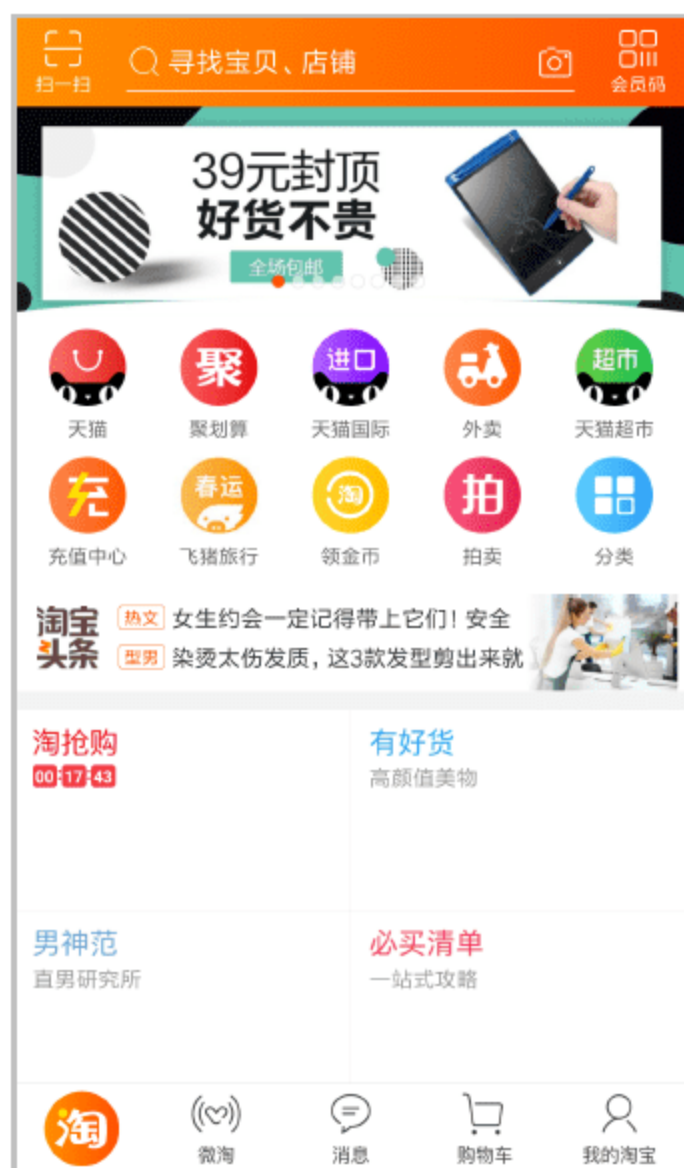 扫一扫
寻找宝贝、店铺
会员码
39元封顶
好货不贵
全场包邮
聚
进口
超市
天猫
聚划算
天猫国际
外卖
天猫超市
充
春运
淘
拍
充值中心
飞猪旅行
领金币
拍卖
分类
淘宝头条
热文 女生约会一定记得带上它们！安全
型男 染烫太伤发质，这3款发型剪出来就
淘抢购
00:17:43
有好货
高颜值美物
男神范
直男研究所
必买清单
一站式攻略
淘
微淘
消息
购物车
我的淘宝